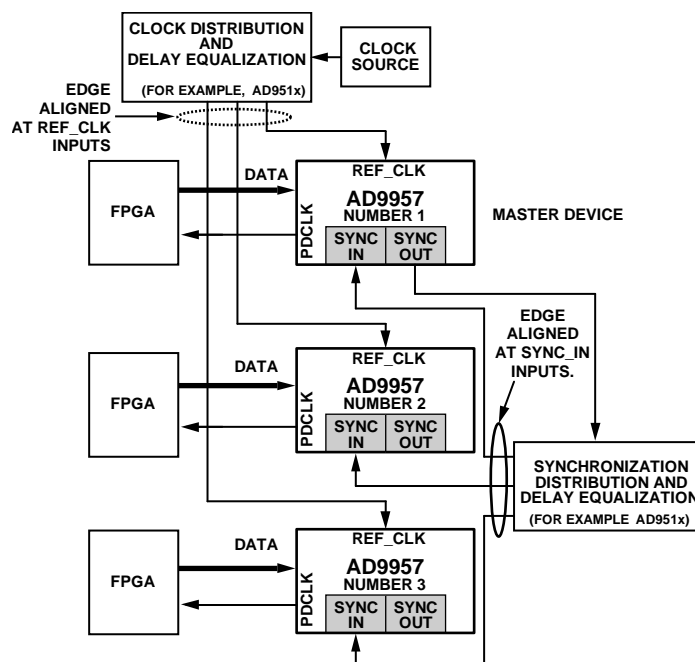 CLOCK DISTRIBUTION
AND
DELAY EQUALIZATION
(FOR EXAMPLE, AD951x)
CLOCK
SOURCE
EDGE
ALIGNED
AT REF_CLK
INPUTS
FPGA
DATA
REF_CLK
AD9957
NUMBER 1
PDCLK
SYNC
IN
SYNC
OUT
MASTER DEVICE
EDGE
ALIGNED
AT SYNC_IN
INPUTS.
FPGA
DATA
REF_CLK
AD9957
NUMBER 2
PDCLK
SYNC
IN
SYNC
OUT
SYNCHRONIZATION
DISTRIBUTION AND
DELAY EQUALIZATION
(FOR EXAMPLE AD951x)
FPGA
DATA
REF_CLK
AD9957
NUMBER 3
PDCLK
SYNC
IN
SYNC
OUT